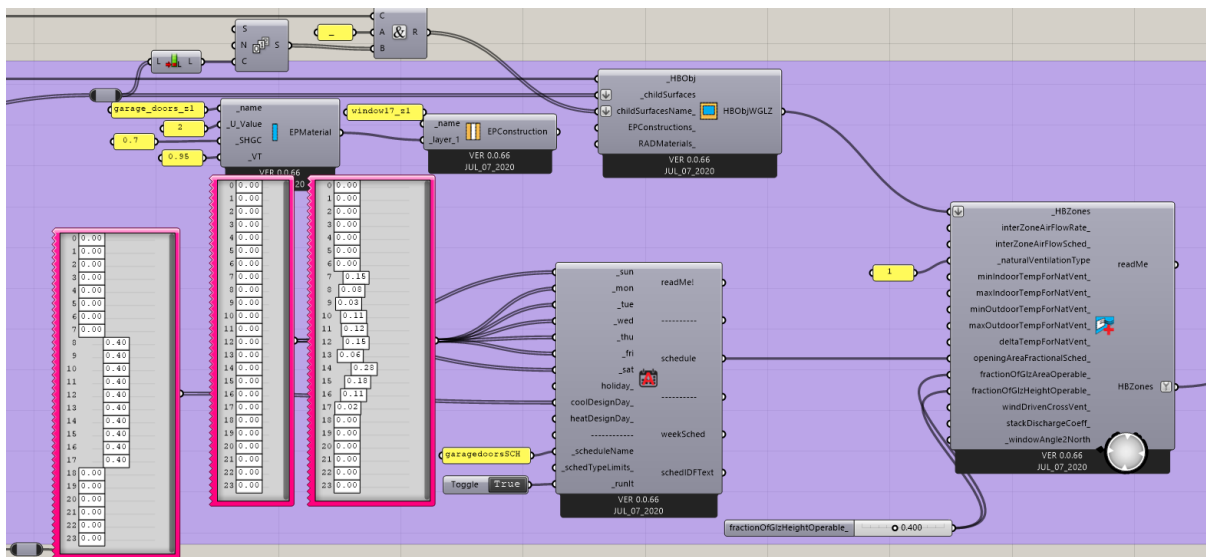 S
N
C
S
L
L
_
C
A
B
R
garage_doors_z1
2
0.7
0.95
_name
_U_Value
_SHGC
_VT
EPMaterial
VER 0.0.66
20
window17_z1
_name
_layer_1
EPConstruction
VER 0.0.66
JUL_07_2020
_HBObj
_childSurfaces
childSurfacesName_
EPConstructions_
RADMaterials_
HBObjWGLZ
VER 0.0.66
JUL_07_2020
0 0.00
1 0.00
2 0.00
3 0.00
4 0.00
5 0.00
6 0.00
7 0.00
8 0.40
9 0.40
10 0.40
11 0.40
12 0.40
13 0.40
14 0.40
15 0.40
16 0.40
17 0.40
18 0.00
19 0.00
20 0.00
21 0.00
22 0.00
23 0.00
0 0.00
1 0.00
2 0.00
3 0.00
4 0.00
5 0.00
6 0.00
7 0.00
8 0.00
9 0.00
10 0.00
11 0.00
12 0.00
13 0.00
14 0.00
15 0.00
16 0.00
17 0.00
18 0.00
19 0.00
20 0.00
21 0.00
22 0.00
23 0.00
0 0.00
1 0.00
2 0.00
3 0.00
4 0.00
5 0.00
6 0.00
7 0.15
8 0.08
9 0.03
10 0.11
11 0.12
12 0.15
13 0.06
14 0.28
15 0.18
16 0.11
17 0.02
18 0.00
19 0.00
20 0.00
21 0.00
22 0.00
23 0.00
_sun
_mon
_tue
_wed
_thu
_fri
_sat
holiday_
coolDesignDay_
heatDesignDay_
------------
_scheduleName
_schedTypeLimits_
_runIt
readMe!
----------
schedule
----------
weekSched
schedIDFText
VER 0.0.66
JUL_07_2020
garagedoorsSCH
Toggle True
1
_HBZones
interZoneAirFlowRate_
interZoneAirFlowSched_
_naturalVentilationType
minIndoorTempForNatVent_
maxIndoorTempForNatVent_
minOutdoorTempForNatVent_
maxOutdoorTempForNatVent_
deltaTempForNatVent_
openingAreaFractionalSched_
fractionOfGlzAreaOperable_
fractionOfGlzHeightOperable_
windDrivenCrossVent_
stackDischargeCoeff_
_windowAngle2North
readMe
HBZones
VER 0.0.66
JUL_07_2020
fractionOfGlzHeightOperable_ 0.400